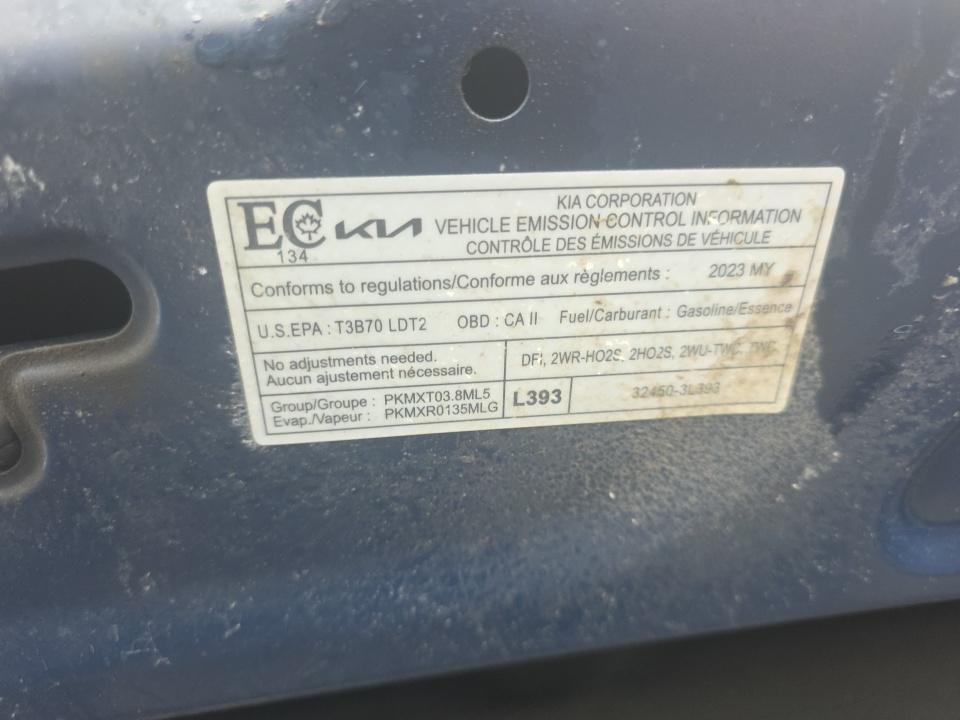 EC KIA
134
KIA CORPORATION
VEHICLE EMISSION CONTROL INFORMATION
CONTRÔLE DES ÉMISSIONS DE VÉHICULE
Conforms to regulations/Conforme aux règlements : 2023 MY
U.S.EPA : T3B70 LDT2 OBD : CA II Fuel/Carburant : Gasoline/Essence
No adjustments needed.
Aucun ajustement nécessaire.
DFI, 2WR-HO2S, 2HO2S, 2WU-TWC, TWC
Group/Groupe : PKMXT03.8ML5
Evap./Vapeur : PKMXR0135MLG
L393
32450-3L393